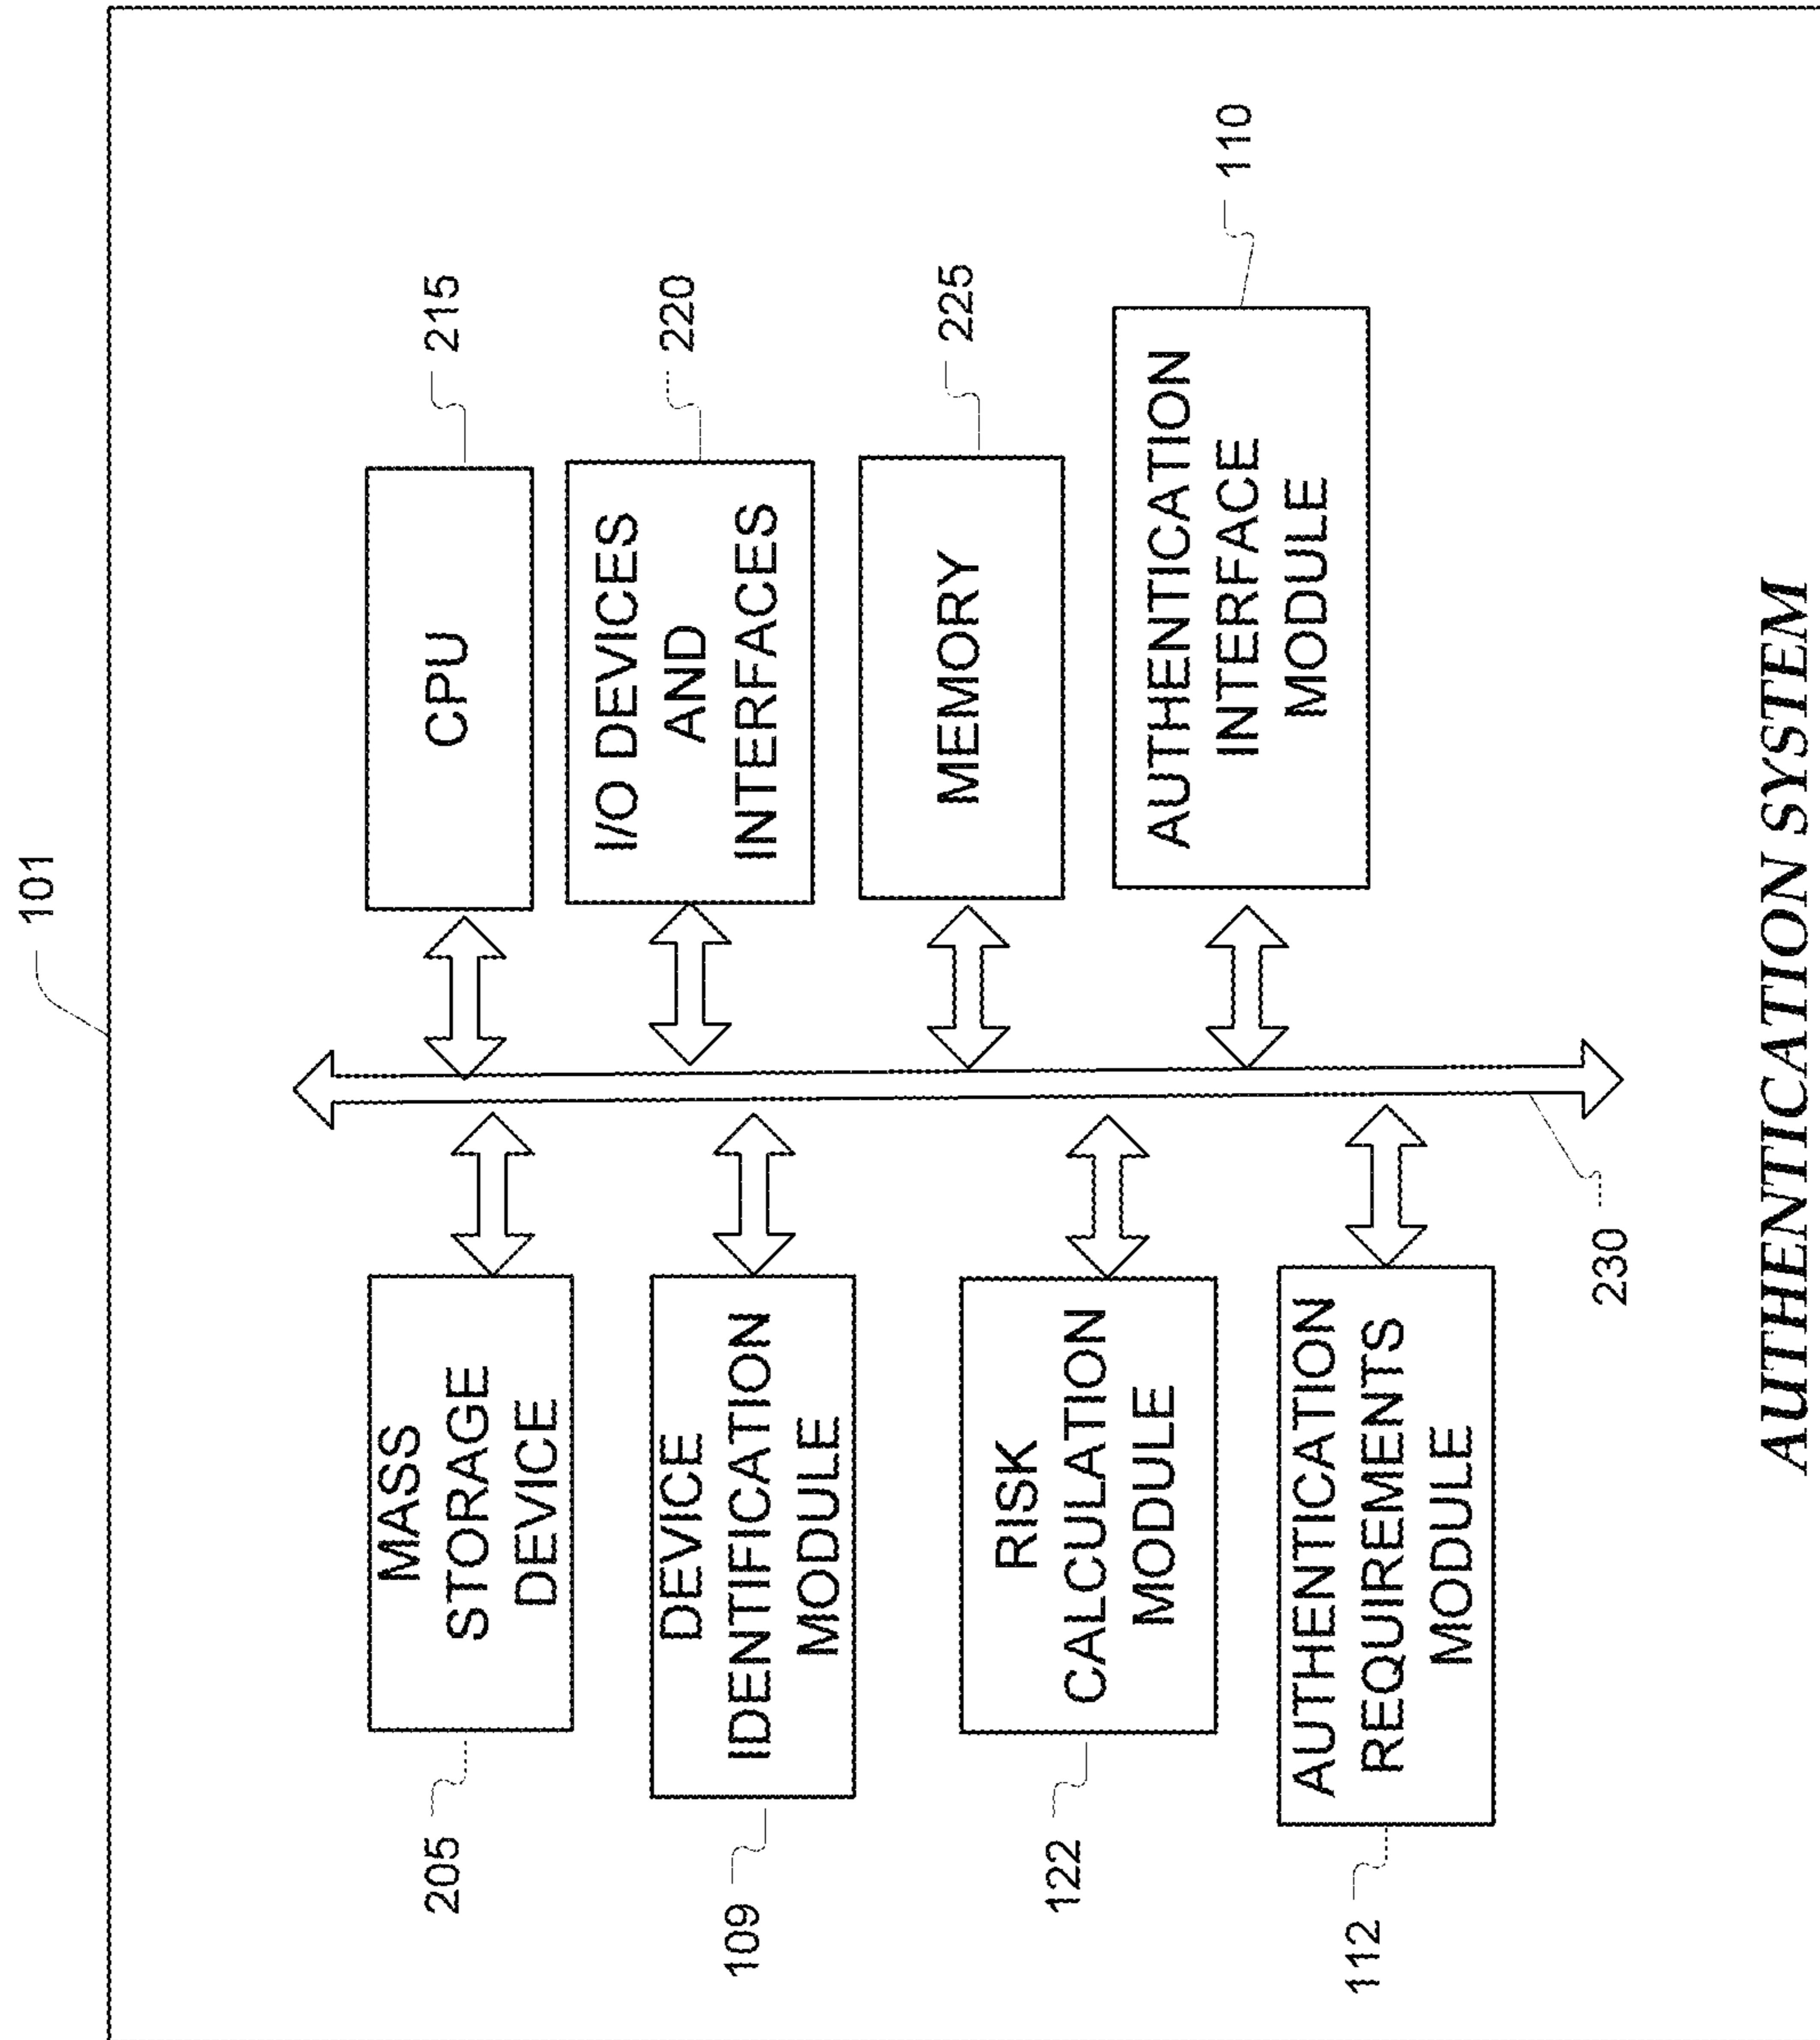 101
CPU
215
I/O DEVICES
AND
INTERFACES
220
MEMORY
225
AUTHENTICATION
INTERFACE
MODULE
110
205
MASS
STORAGE
DEVICE
109
DEVICE
IDENTIFICATION
MODULE
122
RISK
CALCULATION
MODULE
112
AUTHENTICATION
REQUIREMENTS
MODULE
230
AUTHENTICATION SYSTEM